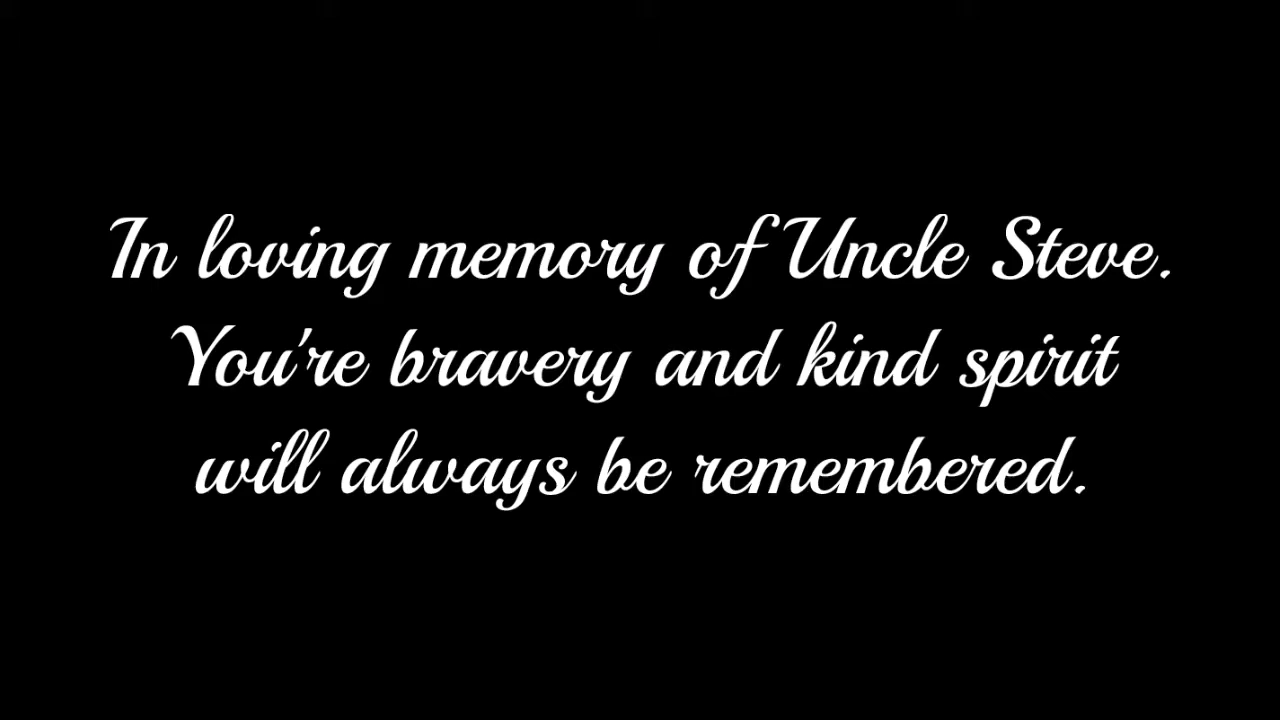 In loving memory of Uncle Steve.
You're bravery and kind spirit
will always be remembered.